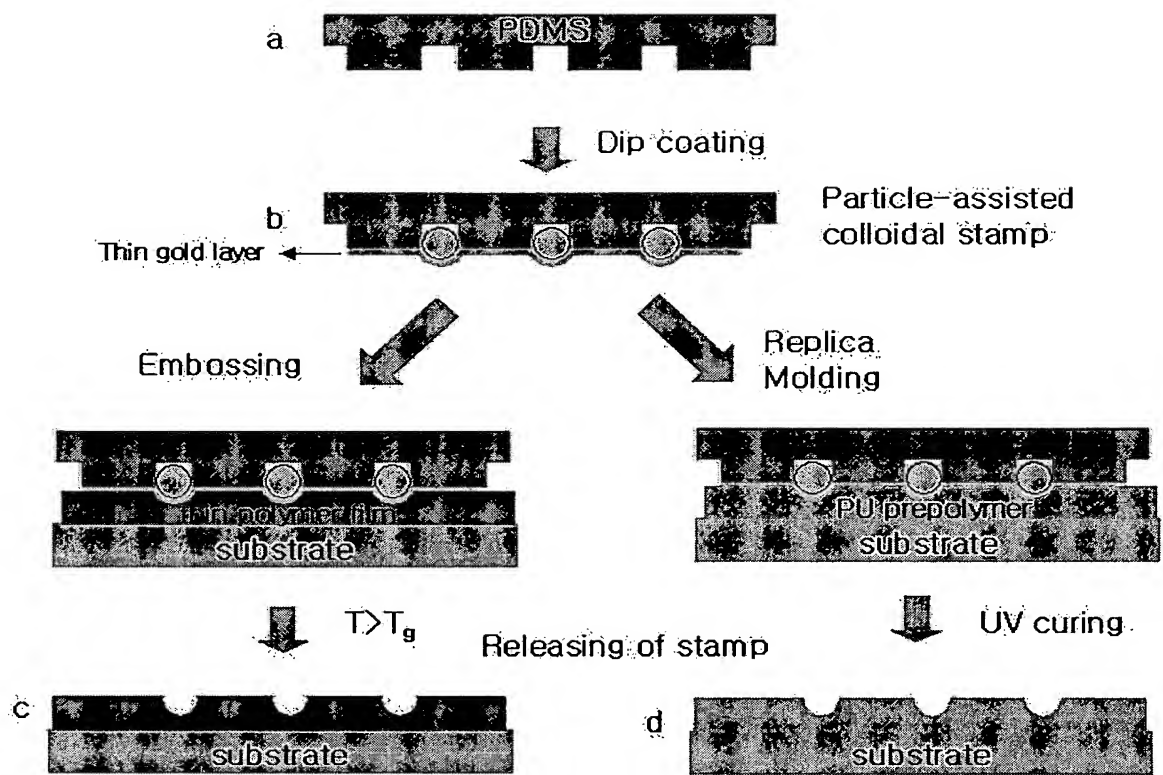 a
PDMS
Dip coating
b
Particle-assisted
colloidal stamp
Thin gold layer
Embossing
Replica
Molding
thin polymer film
substrate
PU prepolymer
substrate
T>Tg
Releasing of stamp
UV curing
c
substrate
d
substrate